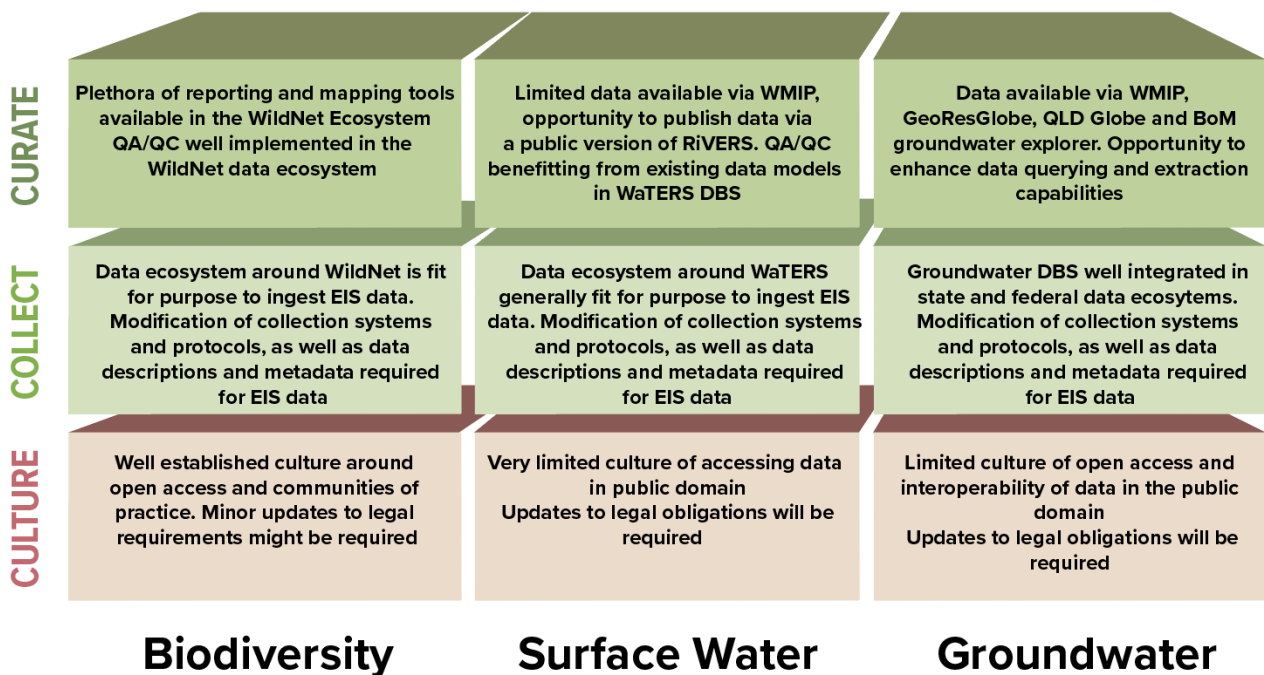 CURATE
Plethora of reporting and mapping tools
available in the WildNet Ecosystem
QA/QC well implemented in the
WildNet data ecosystem
Limited data available via WMIP,
opportunity to publish data via
a public version of RiVERS. QA/QC
benefitting from existing data models
in WaTERS DBS
Data available via WMIP,
GeoResGlobe, QLD Globe and BoM
groundwater explorer. Opportunity to
enhance data querying and extraction
capabilities
COLLECT
Data ecosystem around WildNet is fit
for purpose to ingest EIS data.
Modification of collection systems
and protocols, as well as data
descriptions and metadata required
for EIS data
Data ecosystem around WaTERS
generally fit for purpose to ingest EIS
data. Modification of collection systems
and protocols, as well as data
descriptions and metadata required
for EIS data
Groundwater DBS well integrated in
state and federal data ecosytems.
Modification of collection systems
and protocols, as well as data
descriptions and metadata required
for EIS data
CULTURE
Well established culture around
open access and communities of
practice. Minor updates to legal
requirements might be required
Very limited culture of accessing data
in public domain
Updates to legal obligations will be
required
Limited culture of open access and
interoperability of data in the public
domain
Updates to legal obligations will be
required
Biodiversity
Surface Water
Groundwater